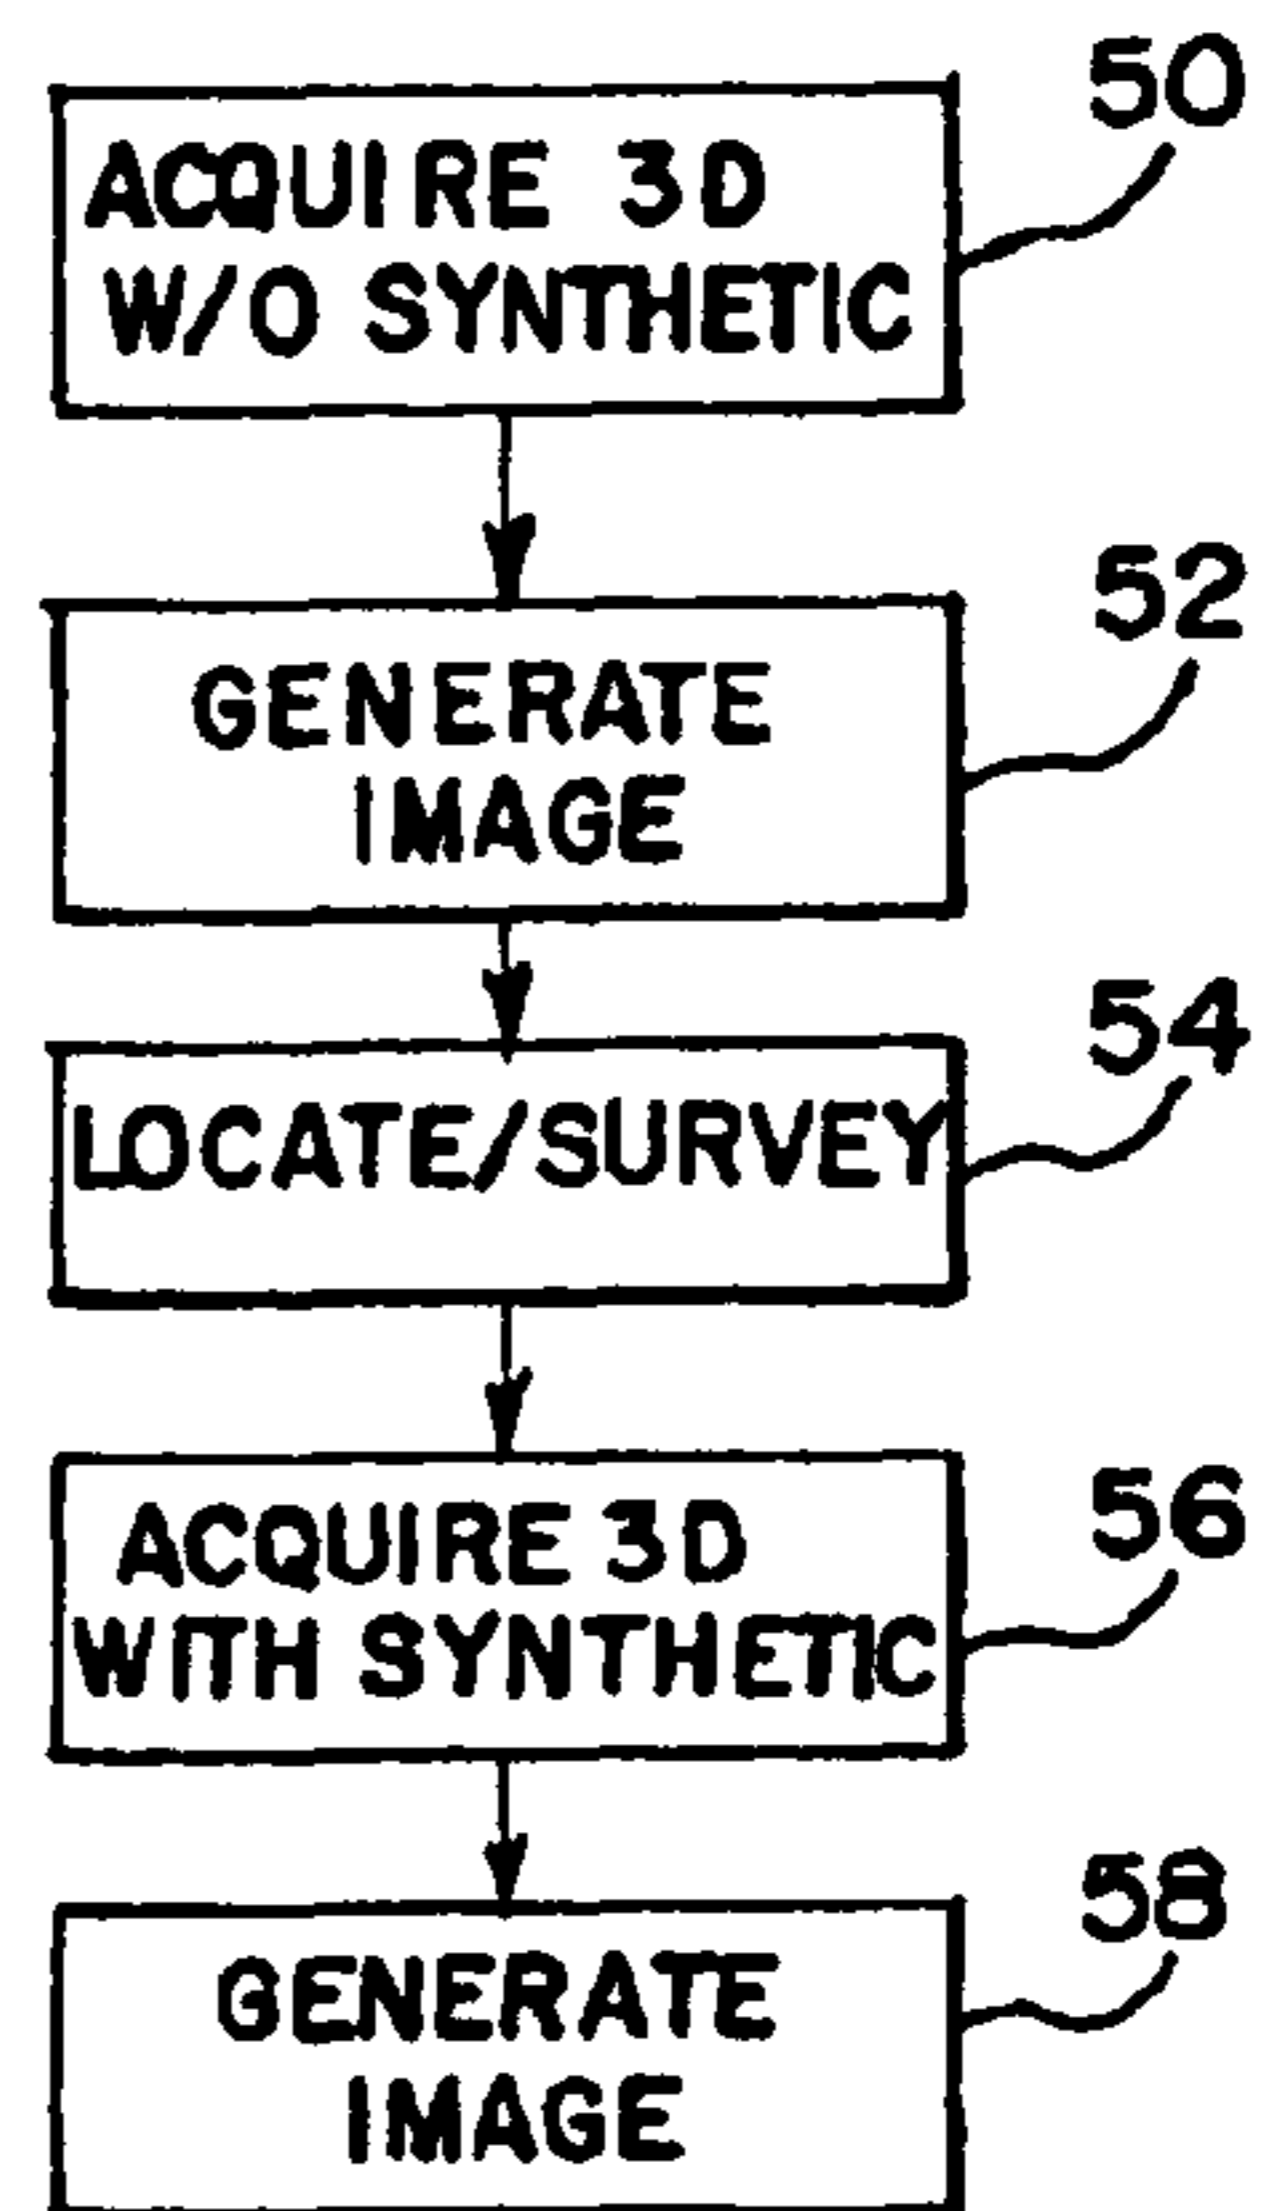 50
ACQUIRE 3D
W/O SYNTHETIC
52
GENERATE
IMAGE
54
LOCATE/SURVEY
56
ACQUIRE 3D
WITH SYNTHETIC
58
GENERATE
IMAGE